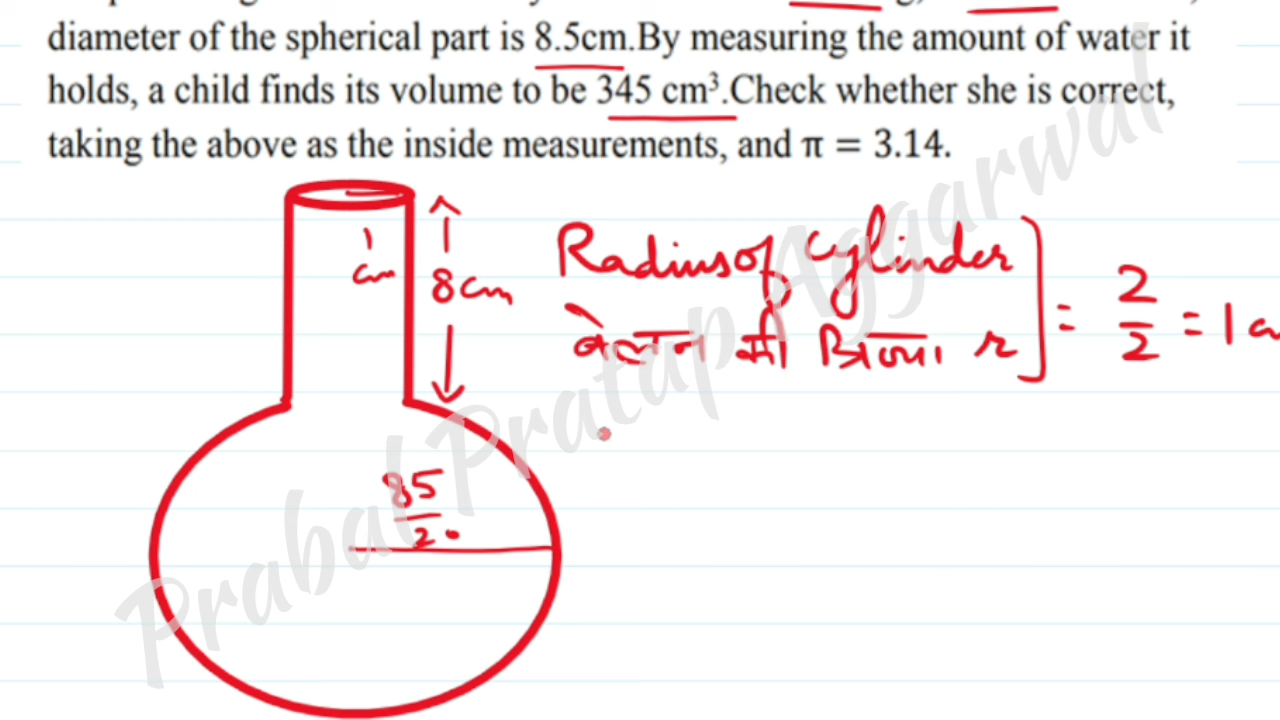 diameter of the spherical part is 8.5cm.By measuring the amount of water it
holds, a child finds its volume to be 345 cm³.Check whether she is correct,
taking the above as the inside measurements, and π = 3.14.
1 cm
8cm
Radius of cylinder
बेलन की त्रिज्या r
= 2/2 = 1 c
85/20
Prabal Pratap Aggarwal